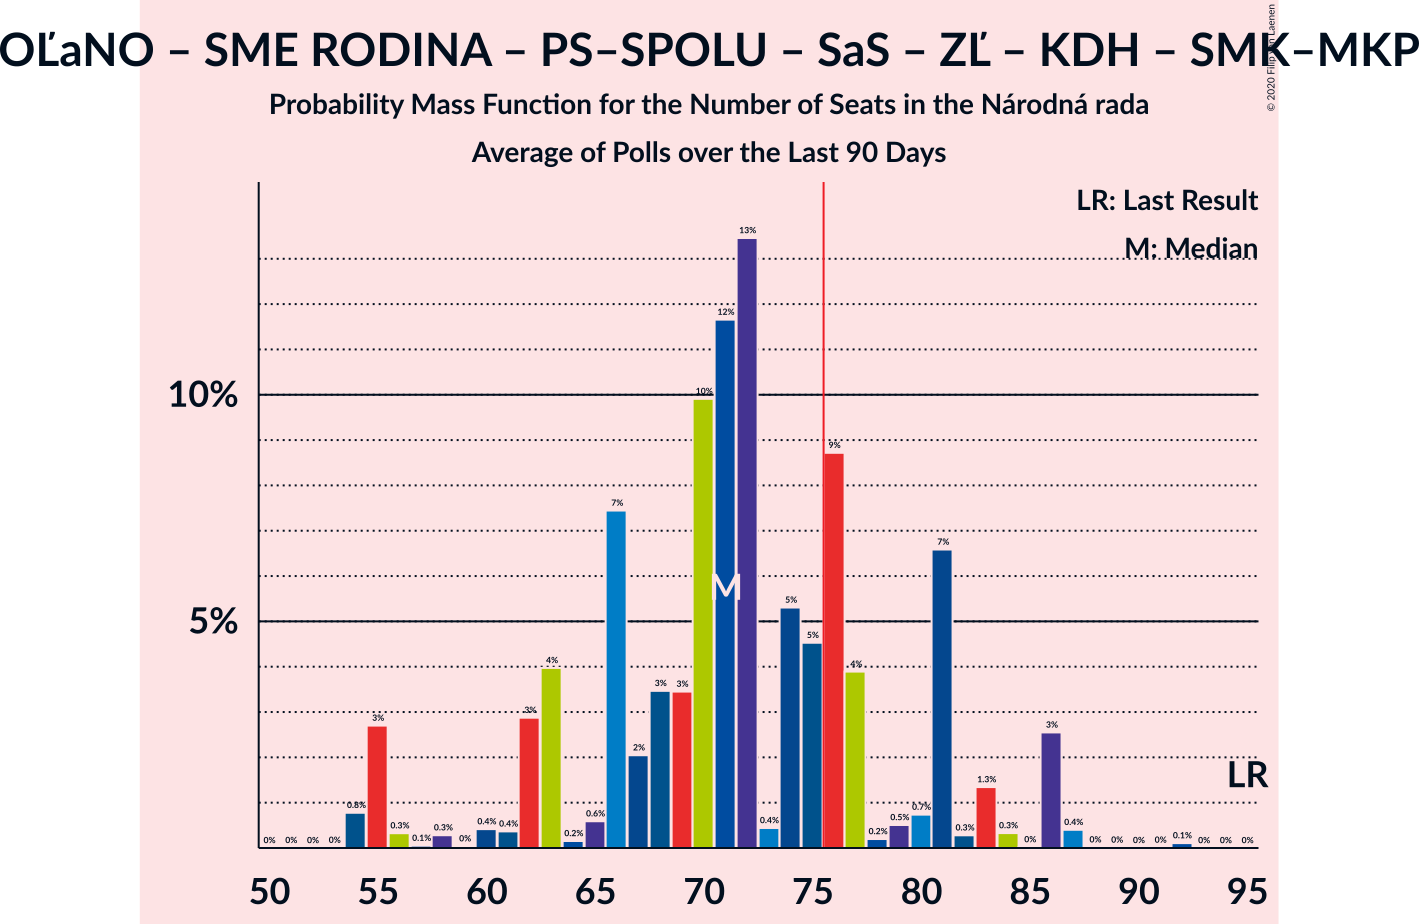 OĽaNO – SME RODINA – PS–SPOLU – SaS – ZĽ – KDH – SMK–MKP
Probability Mass Function for the Number of Seats in the Národná rada
Average of Polls over the Last 90 Days
© 2020 Filip van Laenen
LR: Last Result
M: Median
13%
12%
10%
10%
9%
7%
7%
M
5%
5%
5%
4%
4%
3%
3%
3%
3%
3%
2%
LR
1.3%
0.8%
0.7%
0.6%
0.5%
0% 0% 0% 0% 0.3% 0.1% 0.3% 0% 0.4% 0.4% 0.2% 0.4% 0.2% 0.3% 0.3% 0% 0.4% 0% 0% 0% 0% 0.1% 0% 0% 0%
50 55 60 65 70 75 80 85 90 95